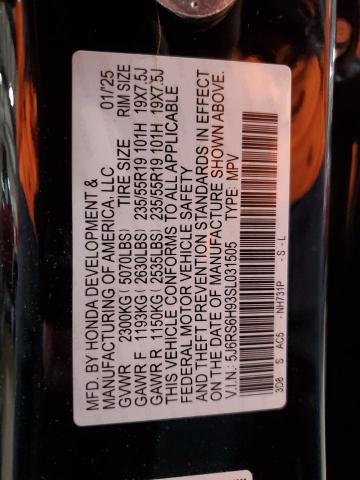 MFD. BY HONDA DEVELOPMENT & 01/'25
MANUFACTURING OF AMERICA, LLC
TIRE SIZE RIM SIZE
GVWR 2300KG( 5070LBS)
GAWR F 1193KG( 2630LBS) 235/55R19 101H 19X7.5J
GAWR R 1150KG( 2535LBS) 235/55R19 101H 19X7.5J
THIS VEHICLE CONFORMS TO ALL APPLICABLE
FEDERAL MOTOR VEHICLE SAFETY
AND THEFT PREVENTION STANDARDS IN EFFECT
ON THE DATE OF MANUFACTURE SHOWN ABOVE.
V.I.N.: 5J8RS6H93SL031505 TYPE: MPV
3D8 S AC5 - NH731P - S - L